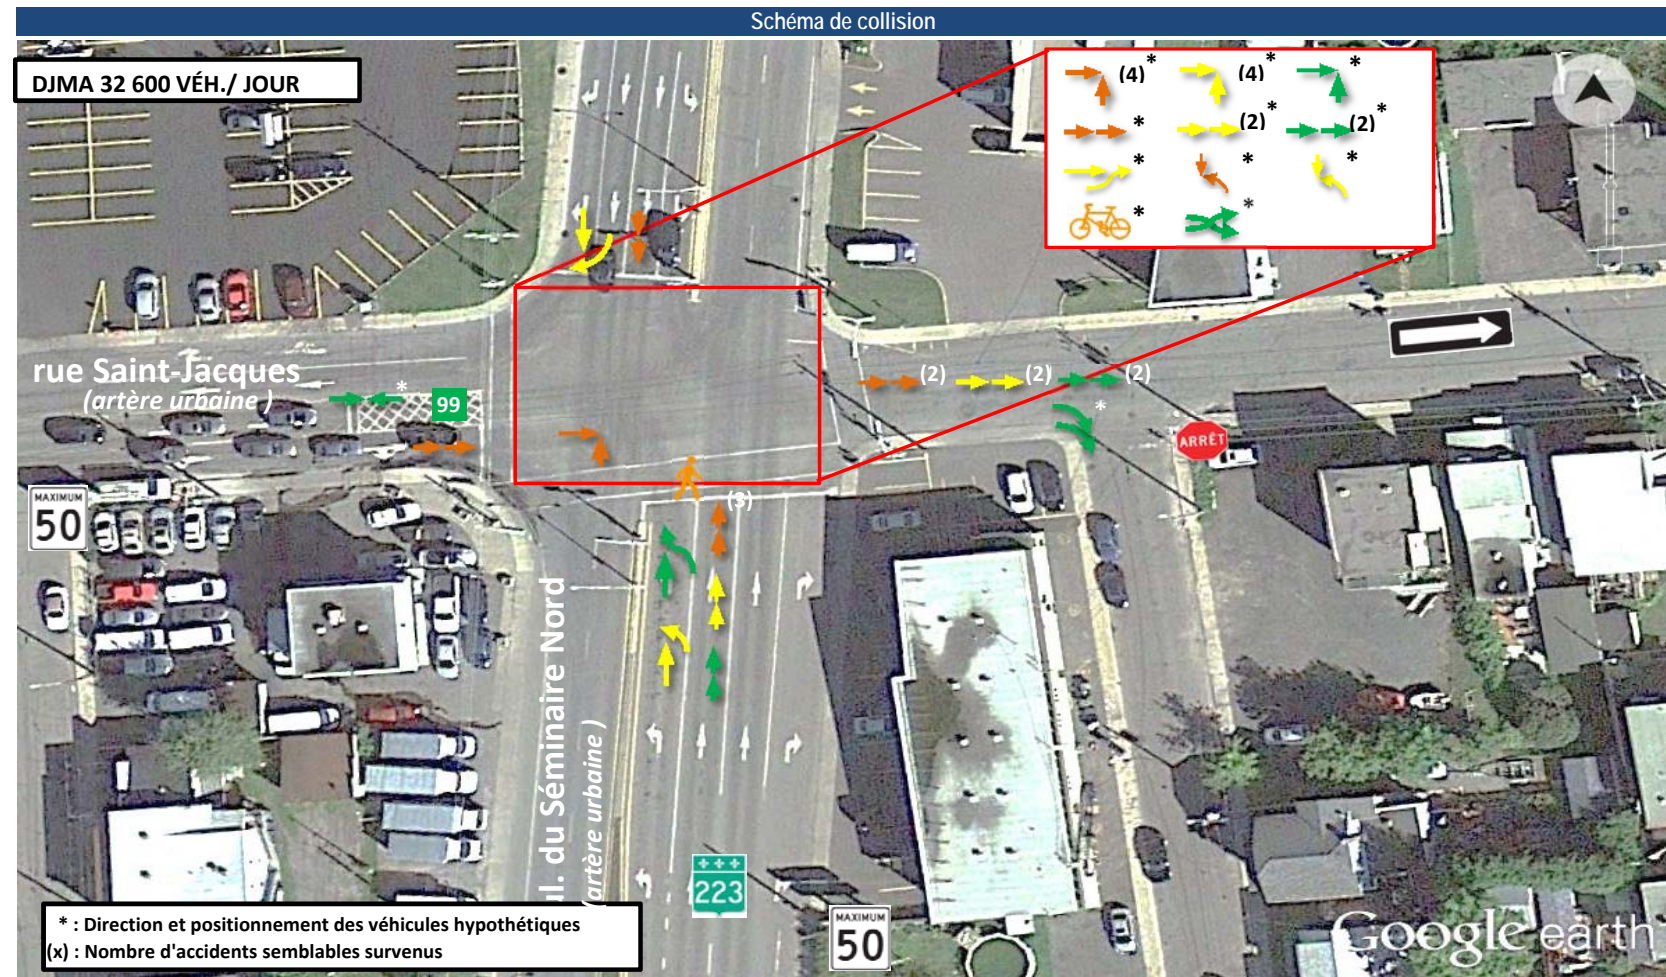 Schéma de collision
DJMA 32 600 VÉH./ JOUR
(4)*
(4)*
*
*
(2)*
(2)*
*
*
*
*
*
rue Saint-Jacques
(artère urbaine )
*
99
(2)
(2)
(2)
*
ARRÊT
MAXIMUM
50
(3)
ul. du Séminaire Nord
(artère urbaine )
223
MAXIMUM
50
* : Direction et positionnement des véhicules hypothétiques
(x) : Nombre d'accidents semblables survenus
Google earth